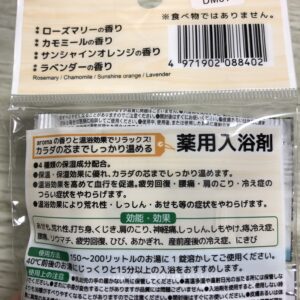 ※食べ物ではありません。
・ローズマリーの香り
・カモミールの香り
・サンシャインオレンジの香り
・ラベンダーの香り
Rosemary / Chamomile / Sunshine orange / Lavender
4 971902 088402
aromaの香りと温浴効果でリラックス!
カラダの芯までしっかり温める
薬用入浴剤
●4種類の保湿成分配合。
●保温・保湿効果に優れ、カラダの芯までしっかり温めます。
●温浴効果を高めて血行を促進。疲労回復・腰痛・肩のこり・冷え症の
つらい症状をやわらげます。
より、荒れ性・しっしん・あせも等の症状をやわらげます。
効能・効果
あせも、荒れ性、打ち身、くじき、肩のこり、神経痛、しっしん、しもやけ、痔、冷え症、
腰痛、リウマチ、疲労回復、ひび、あかぎれ、産前産後の冷え症、にきび
使用方法
150~200リットルのお湯に1錠溶かしてご使用ください。
40℃前後のお湯にじっくりと15分以上の入浴をおすすめします。
使用上の注意